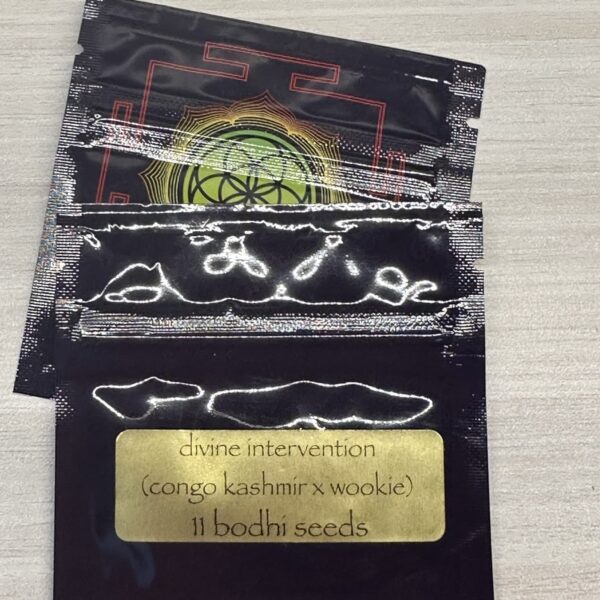 divine intervention
(congo kashmir x wookie)
11 bodhi seeds